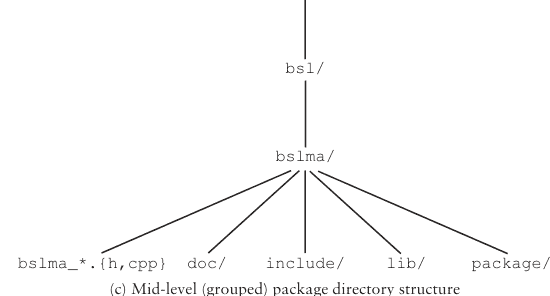 bsl/
bslma/
bslma_*.{h,cpp} doc/ include/ lib/ package/
(c) Mid-level (grouped) package directory structure